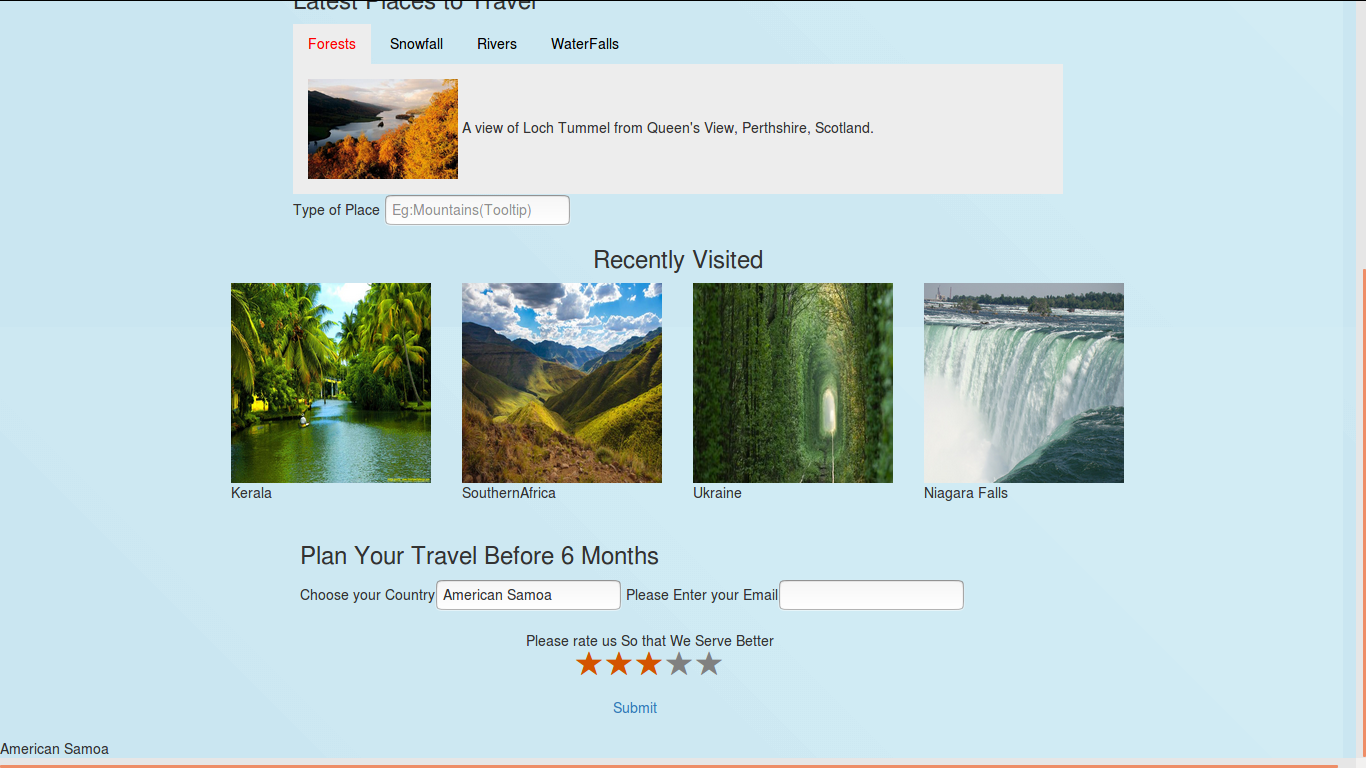 Latest Places to Travel
Forests Snowfall Rivers WaterFalls
A view of Loch Tummel from Queen's View, Perthshire, Scotland.
Type of Place Eg:Mountains(Tooltip)
Recently Visited
Kerala SouthernAfrica Ukraine Niagara Falls
Plan Your Travel Before 6 Months
Choose your Country American Samoa Please Enter your Email
Please rate us So that We Serve Better
Submit
American Samoa